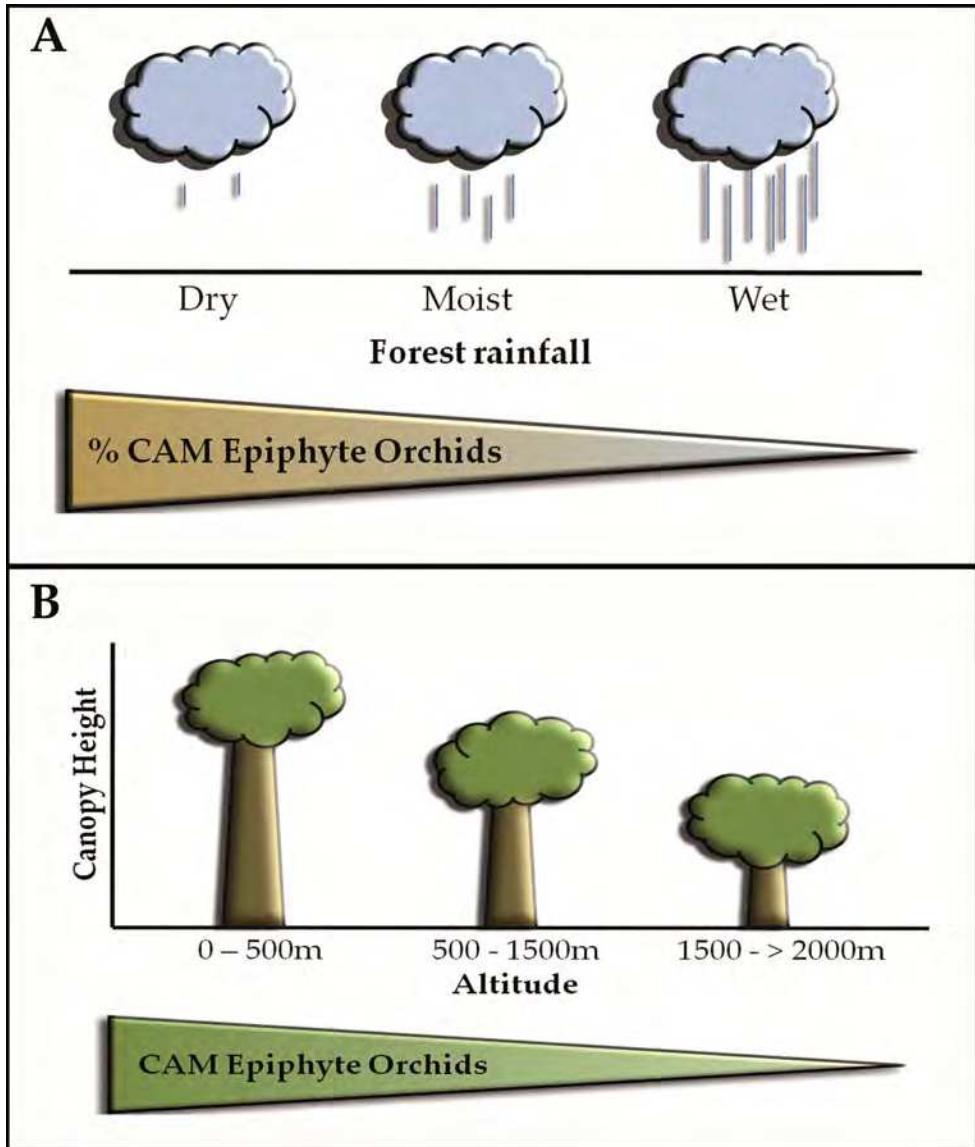 A
Dry Moist Wet
Forest rainfall
% CAM Epiphyte Orchids
B
Canopy Height
0 – 500m 500 - 1500m 1500 - > 2000m
Altitude
CAM Epiphyte Orchids